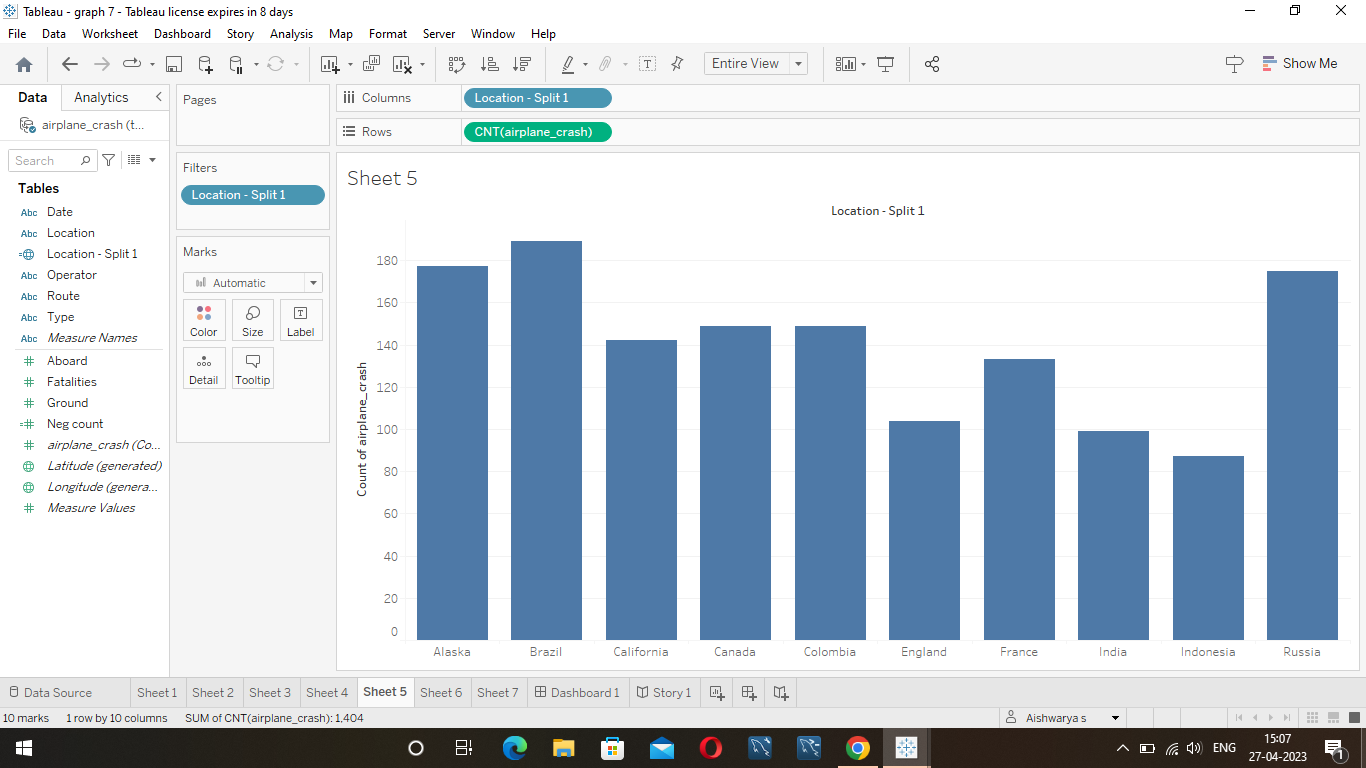 Tableau - graph 7 - Tableau license expires in 8 days
File Data Worksheet Dashboard Story Analysis Map Format Server Window Help
Entire View
Show Me
Data Analytics
airplane_crash (t...
Search
Tables
Abc Date
Abc Location
Location - Split 1
Abc Operator
Abc Route
Abc Type
Abc Measure Names
Aboard
Fatalities
Ground
Neg count
airplane_crash (Co...
Latitude (generated)
Longitude (genera...
Measure Values
Pages
Filters
Location - Split 1
Marks
Automatic
Color Size Label
Detail Tooltip
Columns Location - Split 1
Rows CNT(airplane_crash)
Sheet 5
Location - Split 1
Count of airplane_crash
180
160
140
120
100
80
60
40
20
0
Alaska Brazil California Canada Colombia England France India Indonesia Russia
Data Source Sheet 1 Sheet 2 Sheet 3 Sheet 4 Sheet 5 Sheet 6 Sheet 7 Dashboard 1 Story 1
10 marks 1 row by 10 columns SUM of CNT(airplane_crash): 1,404 Aishwarya s
ENG
15:07
27-04-2023
1